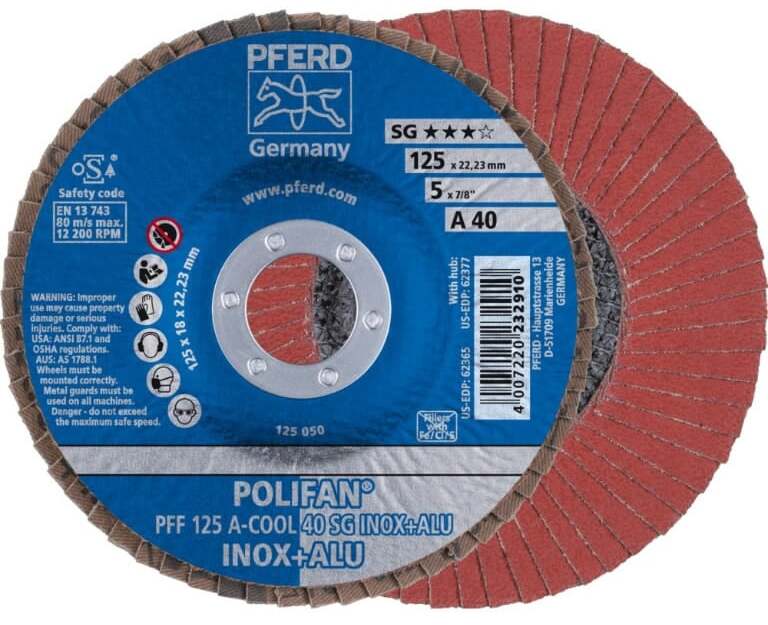 PFERD
Germany
www.pferd.com
SG ★★★☆
125 x 22,23 mm
5 x 7/8"
A 40
oSA
Safety code
EN 13 743
80 m/s max.
12 200 RPM
125 x 18 x 22,23 mm
WARNING: Improper
use may cause property
damage or serious
injuries. Comply with:
USA: ANSI B7.1 and
OSHA regulations.
AUS: AS 1788.1
Wheels must be
mounted correctly.
Metal guards must be
used on all machines.
Danger - do not exceed
the maximum safe speed.
With hub:
US-EDP: 62365 US-EDP: 62377
4 007220 232910
PFERD · Hauptstrasse 13
D-51709 Marienheide
GERMANY
Fillers
with
Fe/Cl/S
125 050
POLIFAN®
PFF 125 A-COOL 40 SG INOX+ALU
INOX+ALU